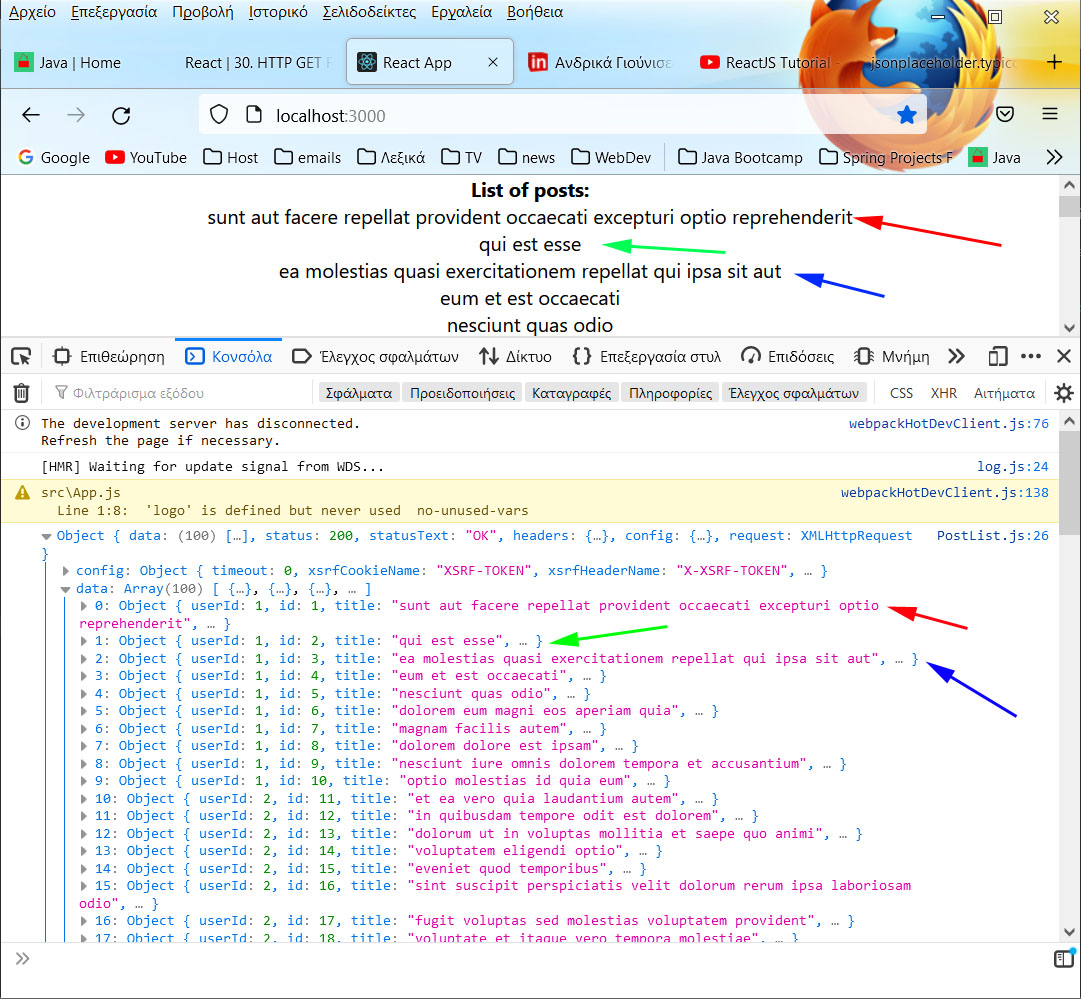 Αρχείο Επεξεργασία Προβολή Ιστορικό Σελιδοδείκτες Εργαλεία Βοήθεια
Java | Home React | 30. HTTP GET React App Ανδρικά Γιούνισε ReactJS Tutorial - jsonplaceholder.typico
localhost:3000
Google YouTube Host emails Λεξικά TV news WebDev Java Bootcamp Spring Projects F Java
List of posts:
sunt aut facere repellat provident occaecati excepturi optio reprehenderit
qui est esse
ea molestias quasi exercitationem repellat qui ipsa sit aut
eum et est occaecati
nesciunt quas odio
Επιθεώρηση Κονσόλα Έλεγχος σφαλμάτων Δίκτυο Επεξεργασία στυλ Επιδόσεις Μνήμη
Φιλτράρισμα εξόδου Σφάλματα Προειδοποιήσεις Καταγραφές Πληροφορίες Έλεγχος σφαλμάτων CSS XHR Αιτήματα
The development server has disconnected. webpackHotDevClient.js:76
Refresh the page if necessary.
[HMR] Waiting for update signal from WDS... log.js:24
src\App.js webpackHotDevClient.js:138
Line 1:8: 'logo' is defined but never used no-unused-vars
Object { data: (100) […], status: 200, statusText: "OK", headers: {…}, config: {…}, request: XMLHttpRequest PostList.js:26
}
config: Object { timeout: 0, xsrfCookieName: "XSRF-TOKEN", xsrfHeaderName: "X-XSRF-TOKEN", … }
data: Array(100) [ {…}, {…}, {…}, … ]
0: Object { userId: 1, id: 1, title: "sunt aut facere repellat provident occaecati excepturi optio
reprehenderit", … }
1: Object { userId: 1, id: 2, title: "qui est esse", … }
2: Object { userId: 1, id: 3, title: "ea molestias quasi exercitationem repellat qui ipsa sit aut", … }
3: Object { userId: 1, id: 4, title: "eum et est occaecati", … }
4: Object { userId: 1, id: 5, title: "nesciunt quas odio", … }
5: Object { userId: 1, id: 6, title: "dolorem eum magni eos aperiam quia", … }
6: Object { userId: 1, id: 7, title: "magnam facilis autem", … }
7: Object { userId: 1, id: 8, title: "dolorem dolore est ipsam", … }
8: Object { userId: 1, id: 9, title: "nesciunt iure omnis dolorem tempora et accusantium", … }
9: Object { userId: 1, id: 10, title: "optio molestias id quia eum", … }
10: Object { userId: 2, id: 11, title: "et ea vero quia laudantium autem", … }
11: Object { userId: 2, id: 12, title: "in quibusdam tempore odit est dolorem", … }
12: Object { userId: 2, id: 13, title: "dolorum ut in voluptas mollitia et saepe quo animi", … }
13: Object { userId: 2, id: 14, title: "voluptatem eligendi optio", … }
14: Object { userId: 2, id: 15, title: "eveniet quod temporibus", … }
15: Object { userId: 2, id: 16, title: "sint suscipit perspiciatis velit dolorum rerum ipsa laboriosam
odio", … }
16: Object { userId: 2, id: 17, title: "fugit voluptas sed molestias voluptatem provident", … }
17: Object { userId: 2, id: 18, title: "voluptate et itaque vero tempora molestiae", … }